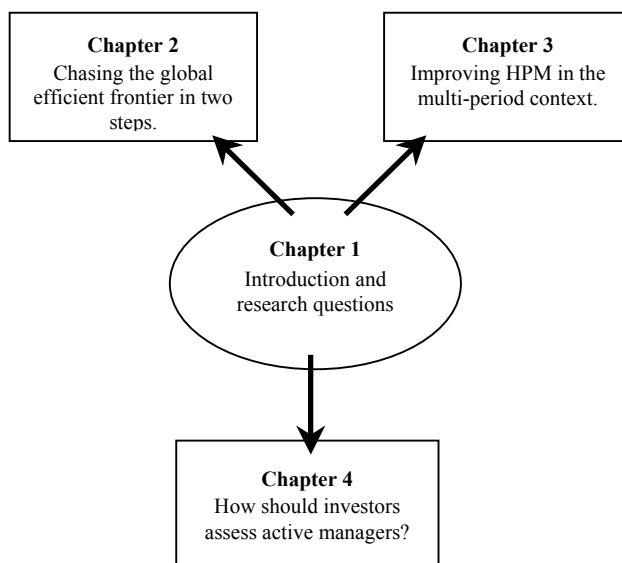 Chapter 2
Chasing the global
efficient frontier in two
steps.
Chapter 3
Improving HPM in the
multi-period context.
Chapter 1
Introduction and
research questions
Chapter 4
How should investors
assess active managers?